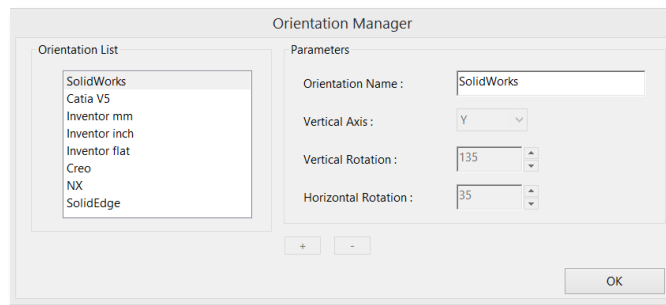 Orientation Manager
Orientation List
SolidWorks
Catia V5
Inventor mm
Inventor inch
Inventor flat
Creo
NX
SolidEdge
Parameters
Orientation Name : SolidWorks
Vertical Axis : Y
Vertical Rotation : 135
Horizontal Rotation : 35
+ -
OK